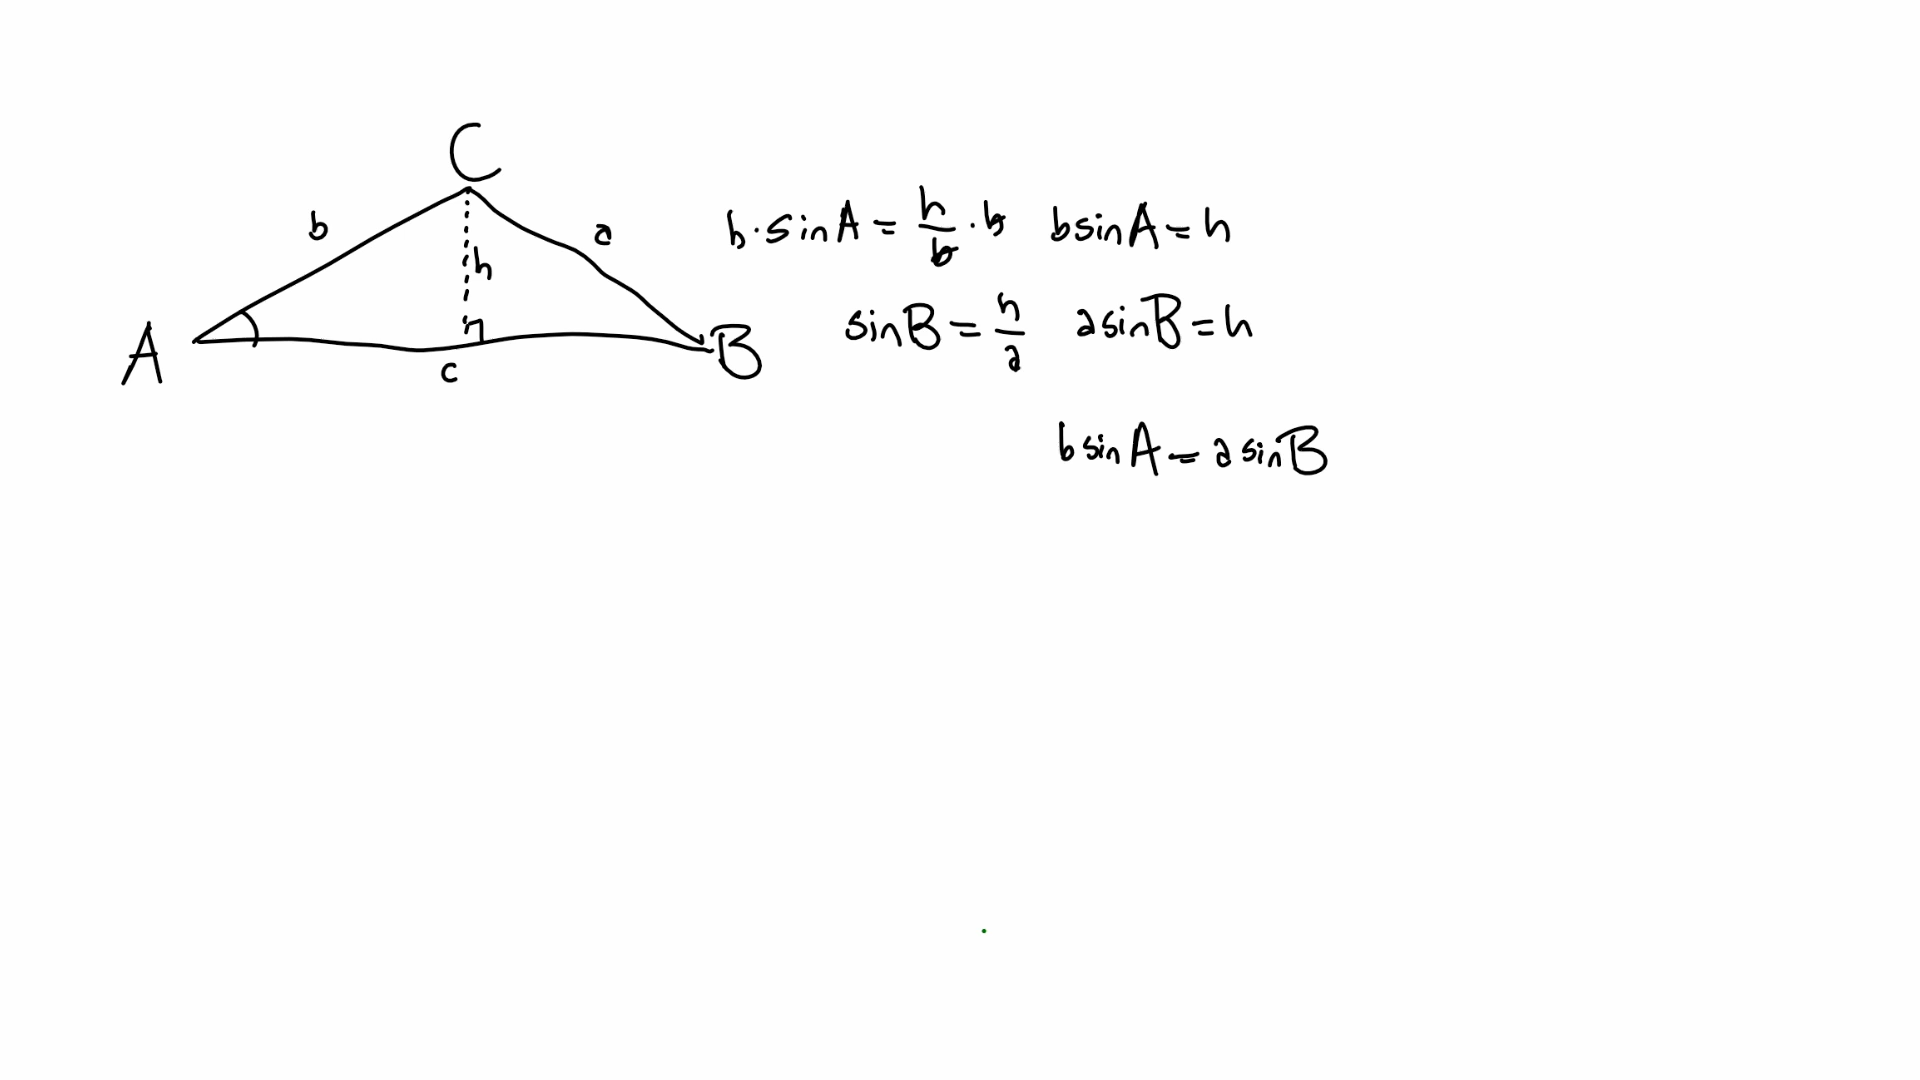 C
b
a
h
A
B
c
b·sinA = h/b · b   bsinA = h
sinB = h/a   asinB = h
bsinA = asinB